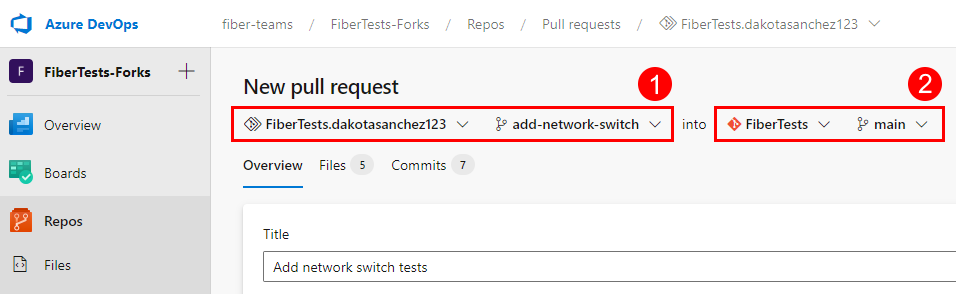 Azure DevOps fiber-teams / FiberTests-Forks / Repos / Pull requests / FiberTests.dakotasanchez123
F FiberTests-Forks
New pull request
1
2
FiberTests.dakotasanchez123 add-network-switch into FiberTests main
Overview
Overview Files 5 Commits 7
Boards
Repos
Title
Files
Add network switch tests